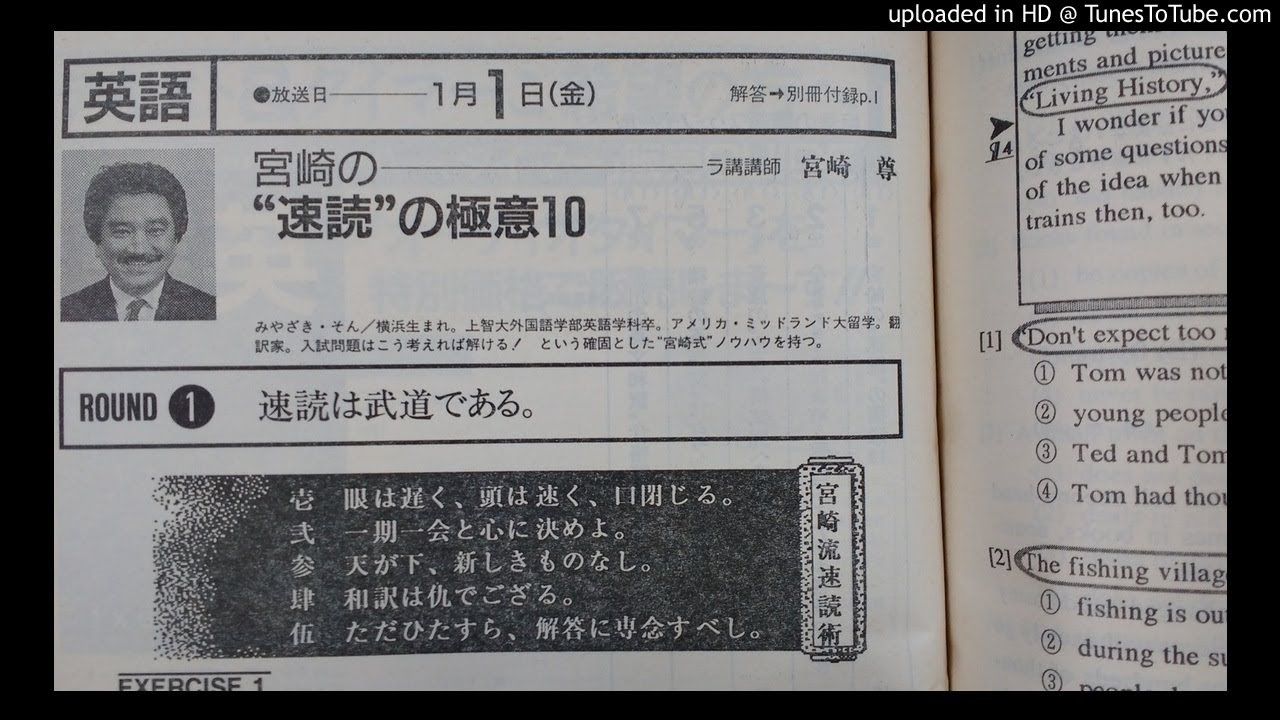 uploaded in HD @ TunesToTube.com
英語 ●放送日 1月1日(金) 解答➡別冊付録p.1
宮崎の ラ講講師 宮崎 尊
“速読”の極意10
みやざき・そん／横浜生まれ。上智大外国語学部英語学科卒。アメリカ・ミッドランド大留学。翻
訳家。入試問題はこう考えれば解ける！ という確固とした“宮崎式”ノウハウを持つ。
ROUND 1 速読は武道である。
宮崎流速読術
壱 眼は遅く、頭は速く、口閉じる。
弐 一期一会と心に決めよ。
参 天が下、新しきものなし。
肆 和訳は仇でござる。
伍 ただひたすら、解答に専念すべし。
EXERCISE 1
getting
ments and picture
“Living History,”
I wonder if
of some questions
of the idea when
trains then, too.
14
[1] “Don't expect too
① Tom was not
② young people
③ Ted and Tom
④ Tom had
[2] The fishing
① fishing is
② during the
③